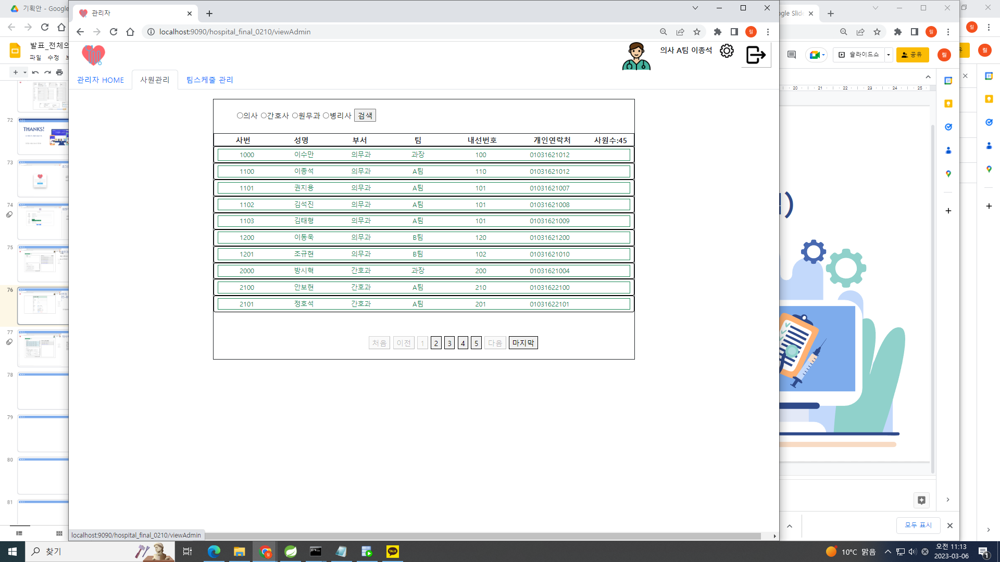 기획안 - Google
관리자
gle Slide
localhost:9090/hospital_final_0210/viewAdmin
릴
릴
릴
발표_전체의
파일 수정 보
의사 A팀 이종석
슬라이드쇼
공유
릴
릴
관리자 HOME 사원관리 팀스케줄 관리
20 21 22 23 24 25
의사 간호사 원무과 병리사 검색
사번 성명 부서 팀 내선번호 개인연락처 사원수:45
1000 이수만 의무과 과장 100 01031621012
1100 이종석 의무과 A팀 110 01031621012
1101 권지용 의무과 A팀 101 01031621007
1102 김석진 의무과 A팀 101 01031621008
1103 김태형 의무과 A팀 101 01031621009
1200 이동욱 의무과 B팀 120 01031621200
1201 조규현 의무과 B팀 102 01031621010
2000 방시혁 간호과 과장 200 01031621004
2100 안보현 간호과 A팀 210 01031622100
2101 정호석 간호과 A팀 201 01031622101
처음 이전 1 2 3 4 5 다음 마지막
72
THANKS!
73
74
75
76
77
78
79
80
81
)
모두 표시
localhost:9090/hospital_final_0210/viewAdmin
찾기
TALK
10°C 맑음
오전 11:13
2023-03-06
1